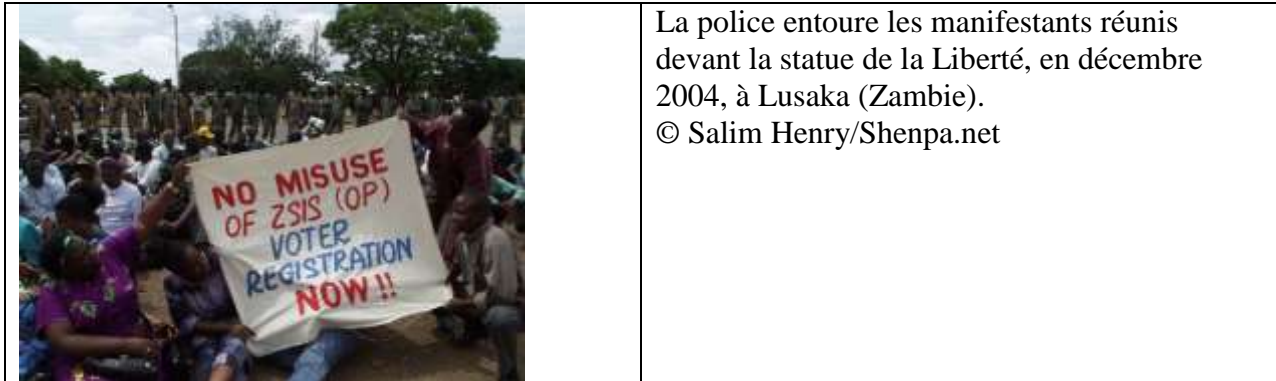 NO MISUSE
OF ZSIS (OP)
VOTER
REGISTRATION
NOW !!
La police entoure les manifestants réunis
devant la statue de la Liberté, en décembre
2004, à Lusaka (Zambie).
© Salim Henry/Shenpa.net